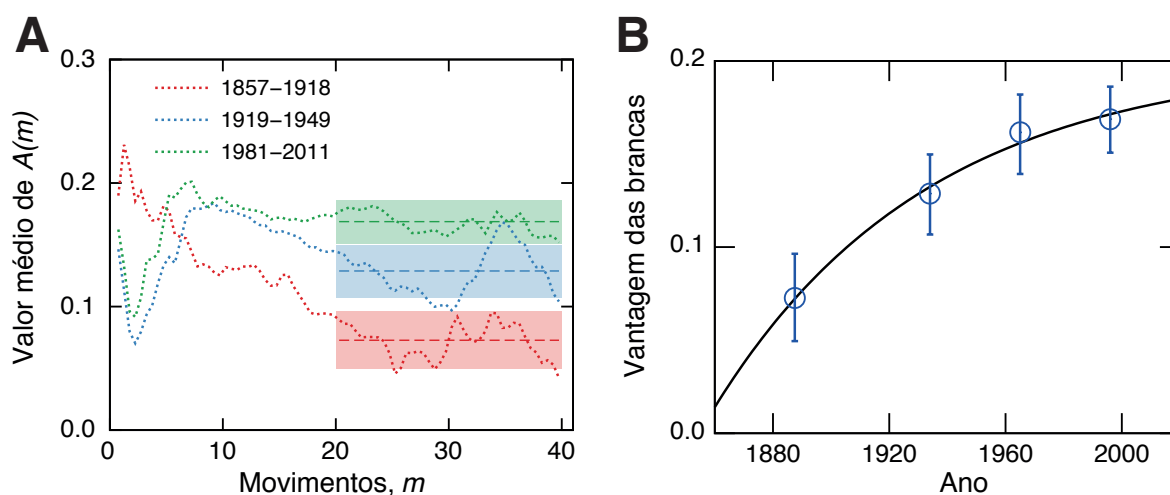 A
Valor médio de A(m)
0.3
0.2
0.1
0.0
1857–1918
1919–1949
1981–2011
0 10 20 30 40
Movimentos, m
B
Vantagem das brancas
0.2
0.1
0.0
1880 1920 1960 2000
Ano